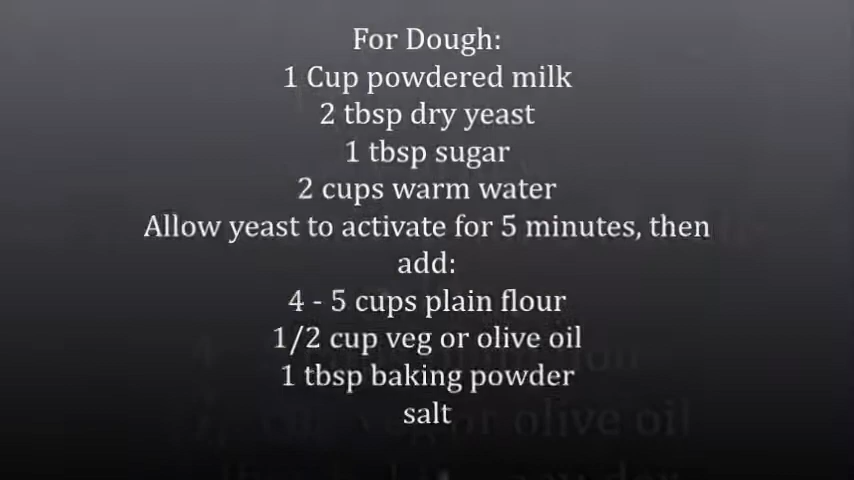 For Dough:
1 Cup powdered milk
2 tbsp dry yeast
1 tbsp sugar
2 cups warm water
Allow yeast to activate for 5 minutes, then
add:
4 - 5 cups plain flour
1/2 cup veg or olive oil
1 tbsp baking powder
salt